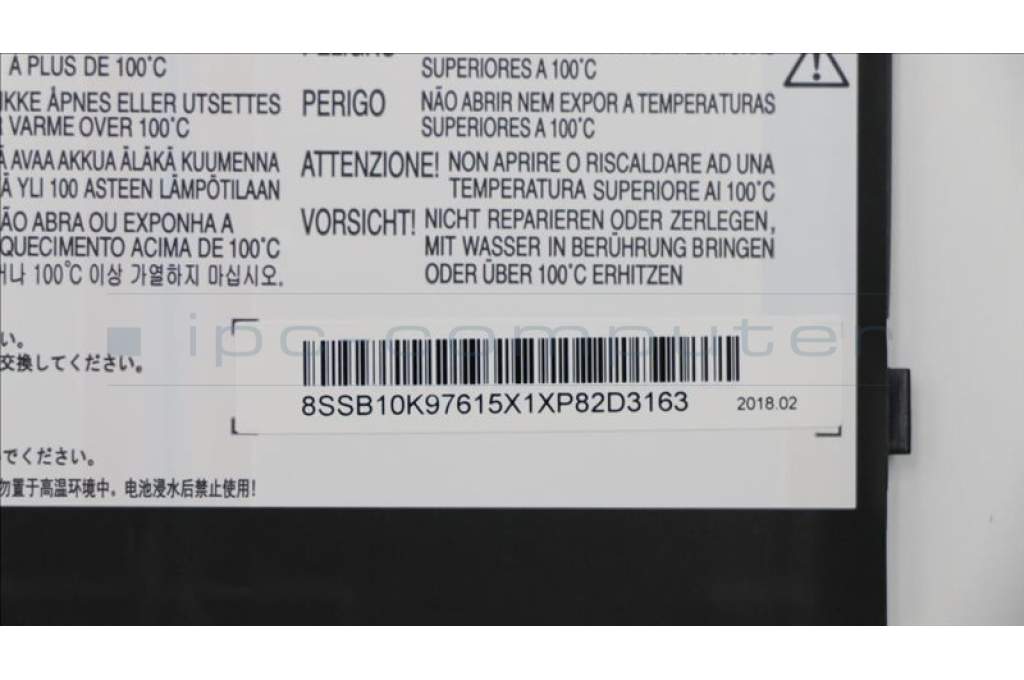 À PLUS DE 100°C
IKKE ÅPNES ELLER UTSETTES
VARME OVER 100°C
AVAA AKKUA ÄLÄKÄ KUUMENNA
YLI 100 ASTEEN LÄMPÖTILAAN
ABRA OU EXPONHA A
ACIMA DE 100°C
100°C 이상 가열하지 마십시오.
い。
交換してください。
でください。
勿置于高温环境中，电池浸水后禁止使用!
SUPERIORES A 100°C
PERIGO NÃO ABRIR NEM EXPOR A TEMPERATURAS
SUPERIORES A 100°C
ATTENZIONE! NON APRIRE O RISCALDARE AD UNA
TEMPERATURA SUPERIORE AI 100°C
VORSICHT! NICHT REPARIEREN ODER ZERLEGEN,
MIT WASSER IN BERÜHRUNG BRINGEN
ODER ÜBER 100°C ERHITZEN
ipc-computer
8SSB10K97615X1XP82D3163 2018.02